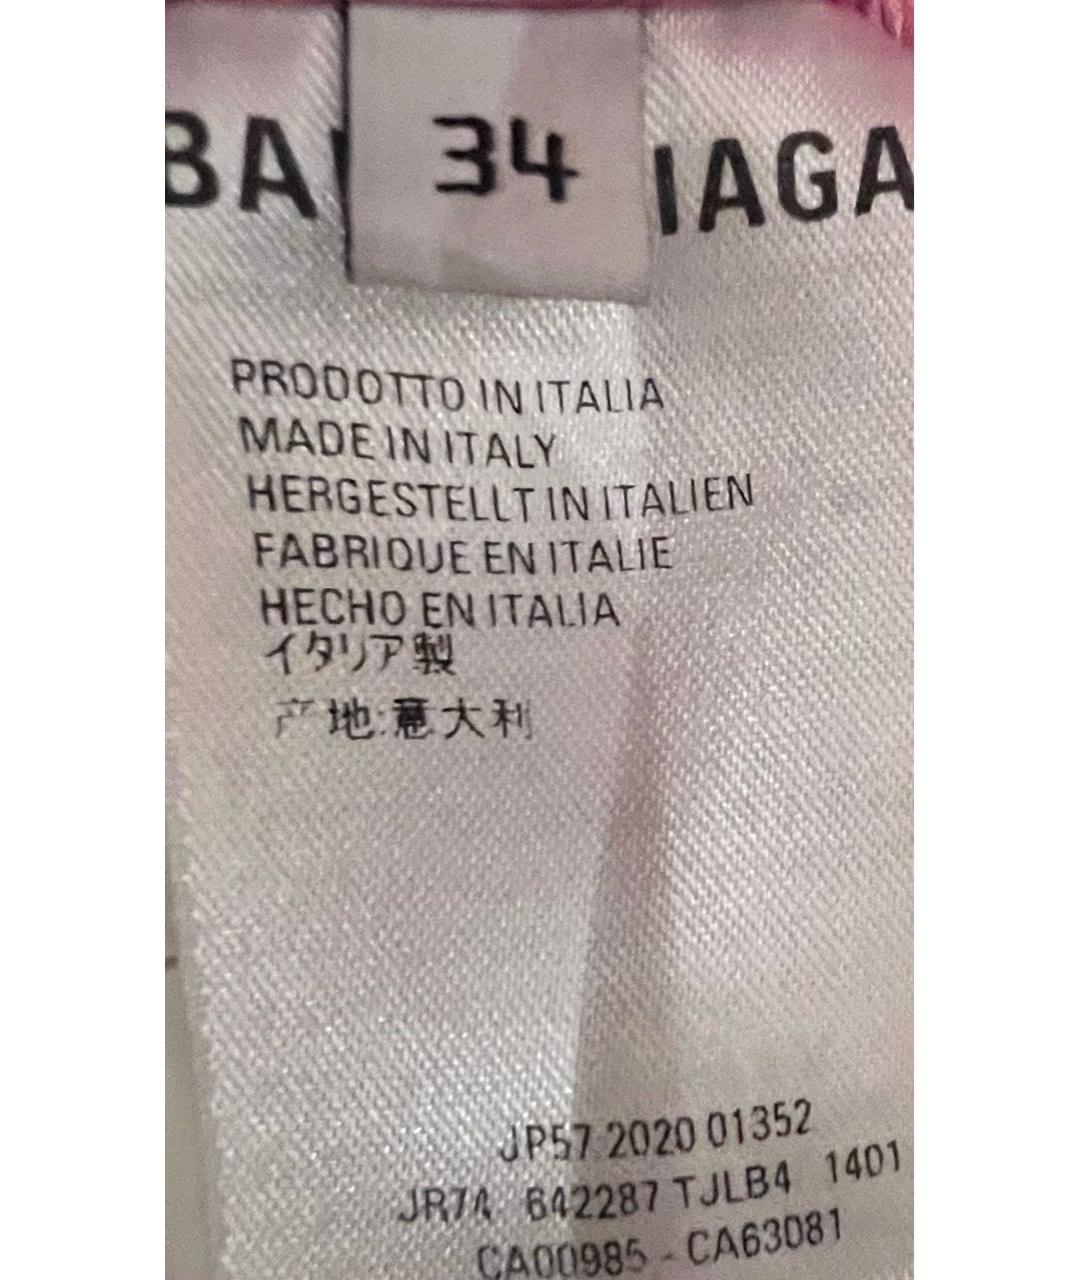 BA 34 IAGA
PRODOTTO IN ITALIA
MADE IN ITALY
HERGESTELLT IN ITALIEN
FABRIQUE EN ITALIE
HECHO EN ITALIA
イタリア製
产地:意大利
JP57 2020 01352
JR74 642287 TJLB4 1401
CA00985 - CA63081